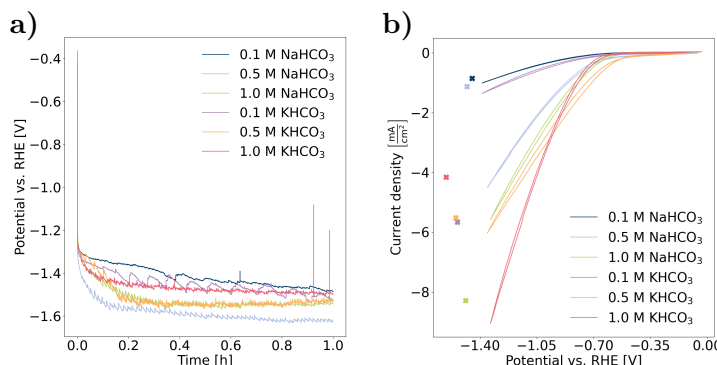 a)
b)
−0.4
−0.6
−0.8
−1.0
−1.2
−1.4
−1.6
Potential vs. RHE [V]
0.0
0.2
0.4
0.6
0.8
1.0
Time [h]
0.1 M NaHCO₃
0.5 M NaHCO₃
1.0 M NaHCO₃
0.1 M KHCO₃
0.5 M KHCO₃
1.0 M KHCO₃
0
−2
−4
−6
−8
Current density [mA/cm²]
0.1 M NaHCO₃
0.5 M NaHCO₃
1.0 M NaHCO₃
0.1 M KHCO₃
0.5 M KHCO₃
1.0 M KHCO₃
−1.40
−1.05
−0.70
−0.35
0.00
Potential vs. RHE [V]